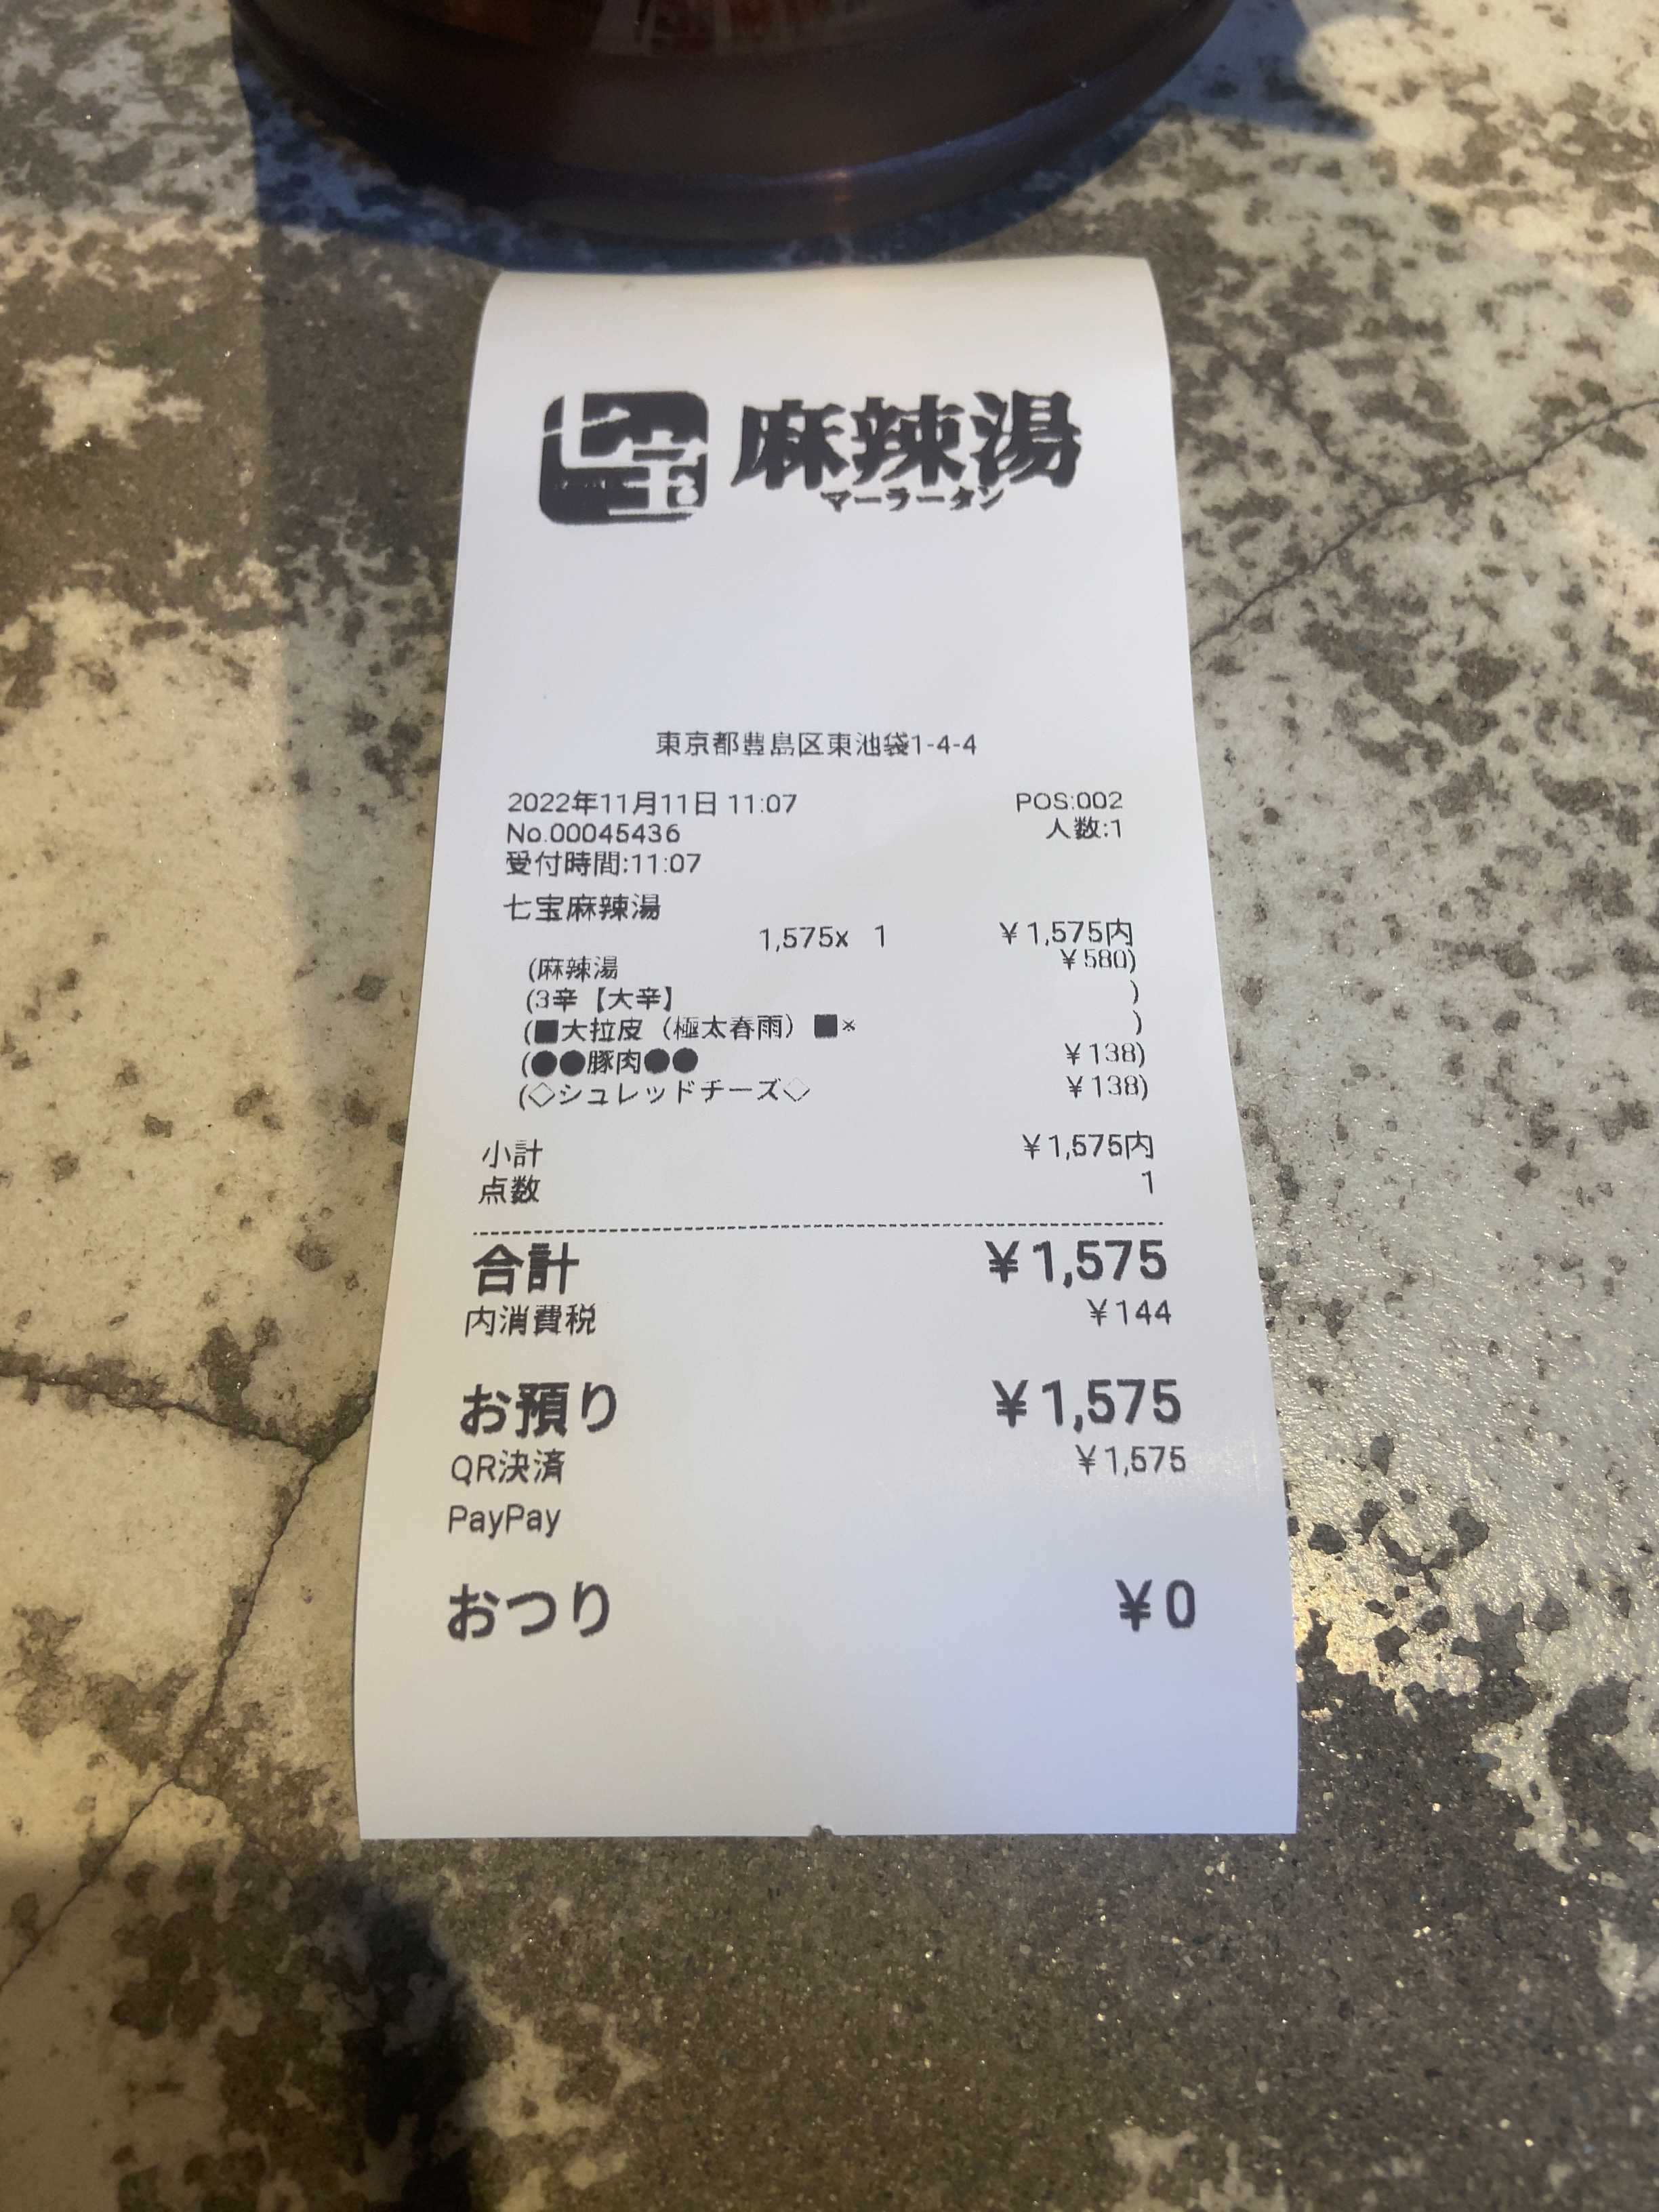 七宝 麻辣湯
マーラータン
東京都豊島区東池袋1-4-4
2022年11月11日 11:07 POS:002
No.00045436 人数:1
受付時間:11:07
七宝麻辣湯
1,575x 1 ¥1,575内
(麻辣湯 ¥580)
(3辛【大辛】 )
(■大拉皮（極太春雨）■※ )
(●●豚肉●● ¥138)
(◇シュレッドチーズ◇ ¥138)
小計 ¥1,575内
点数 1
合計 ¥1,575
内消費税 ¥144
お預り ¥1,575
QR決済 ¥1,575
PayPay
おつり ¥0